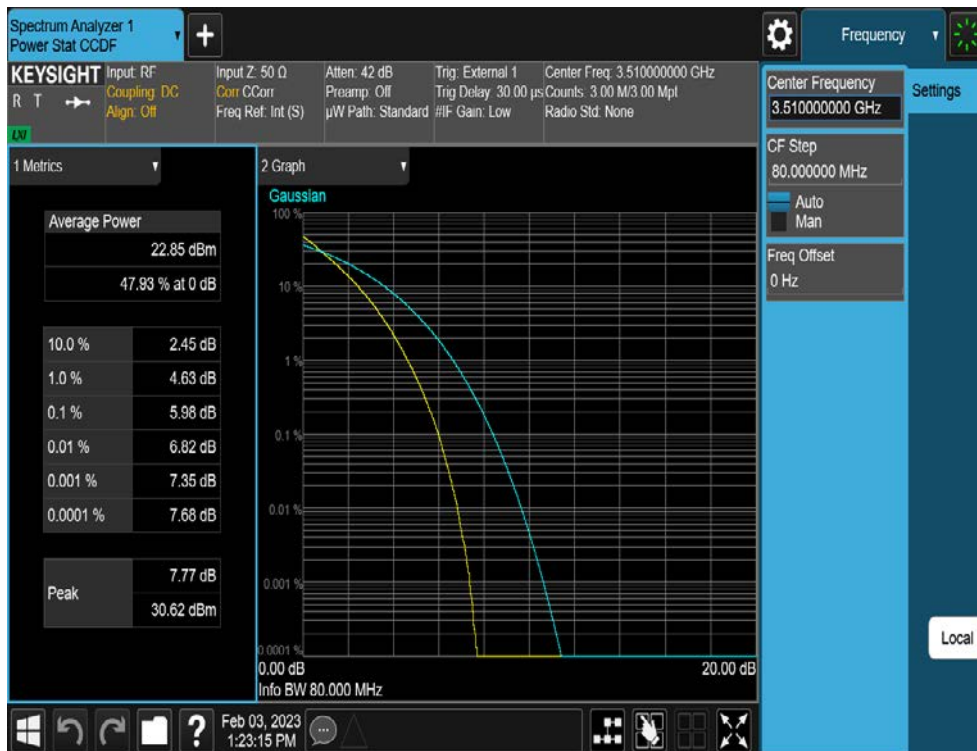 Spectrum Analyzer 1
Power Stat CCDF
+
Frequency
KEYSIGHT
R T
LXI
Input: RF
Coupling: DC
Align: Off
Input Z: 50 Ω
Corr CCorr
Freq Ref: Int (S)
Atten: 42 dB
Preamp: Off
µW Path: Standard
Trig: External 1
Trig Delay: 30.00 µs
#IF Gain: Low
Center Freq: 3.510000000 GHz
Counts: 3.00 M/3.00 Mpt
Radio Std: None
Center Frequency
3.510000000 GHz
Settings
CF Step
80.000000 MHz
Auto
Man
Freq Offset
0 Hz
Local
1 Metrics
Average Power
22.85 dBm
47.93 % at 0 dB
10.0 % 2.45 dB
1.0 % 4.63 dB
0.1 % 5.98 dB
0.01 % 6.82 dB
0.001 % 7.35 dB
0.0001 % 7.68 dB
Peak
7.77 dB
30.62 dBm
2 Graph
Gaussian
100 %
10 %
1 %
0.1 %
0.01 %
0.001 %
0.0001 %
0.00 dB 20.00 dB
Info BW 80.000 MHz
?
Feb 03, 2023
1:23:15 PM